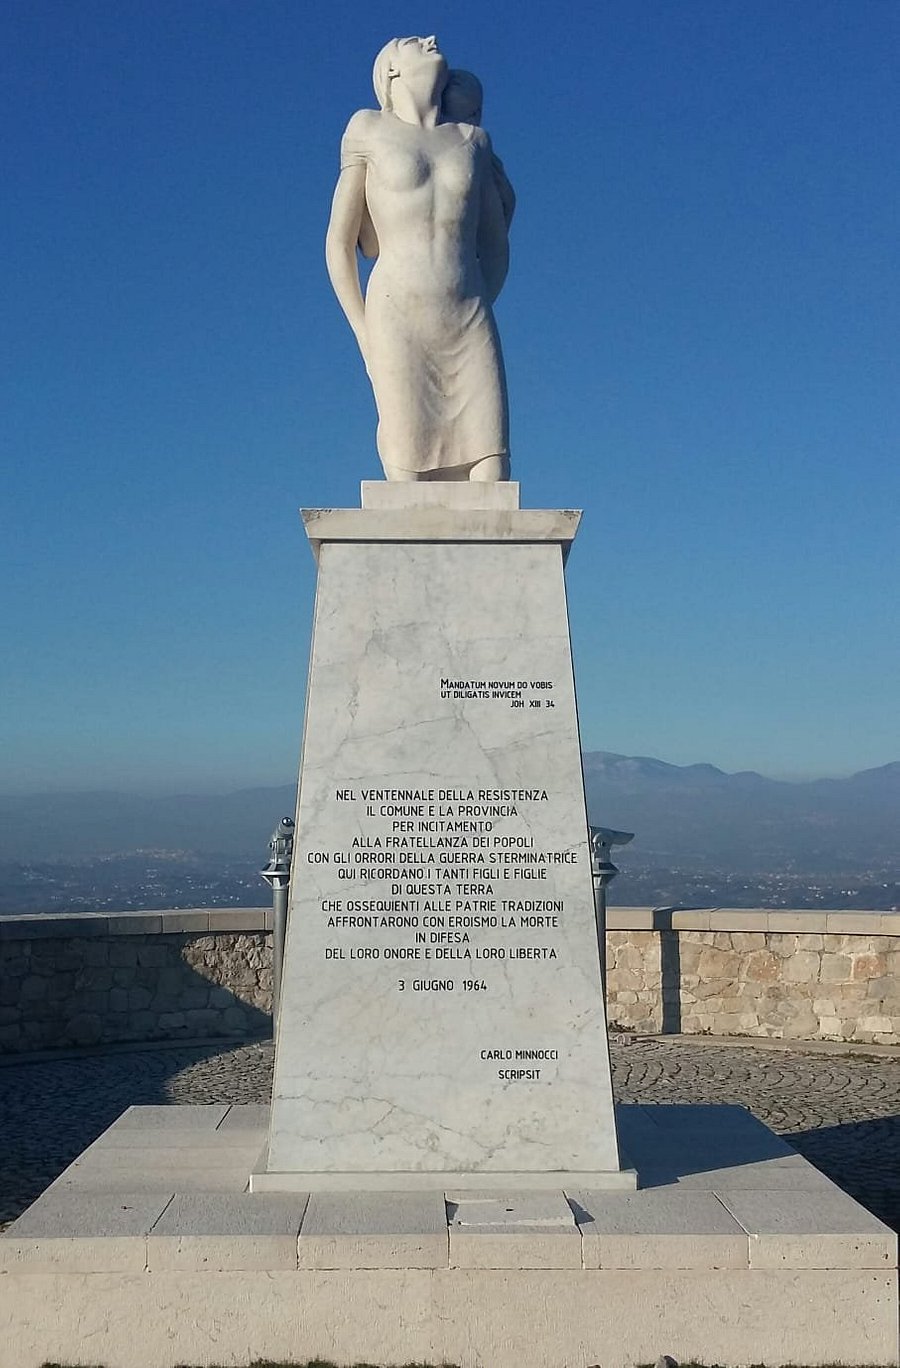 MANDATUM NOVUM DO VOBIS
UT DILIGATIS INVICEM
JOH XIII 34
NEL VENTENNALE DELLA RESISTENZA
IL COMUNE E LA PROVINCIA
PER INCITAMENTO
ALLA FRATELLANZA DEI POPOLI
CON GLI ORRORI DELLA GUERRA STERMINATRICE
QUI RICORDANO I TANTI FIGLI E FIGLIE
DI QUESTA TERRA
CHE OSSEQUIENTI ALLE PATRIE TRADIZIONI
AFFRONTARONO CON EROISMO LA MORTE
IN DIFESA
DEL LORO ONORE E DELLA LORO LIBERTA
3 GIUGNO 1964
CARLO MINNOCCI
SCRIPSIT